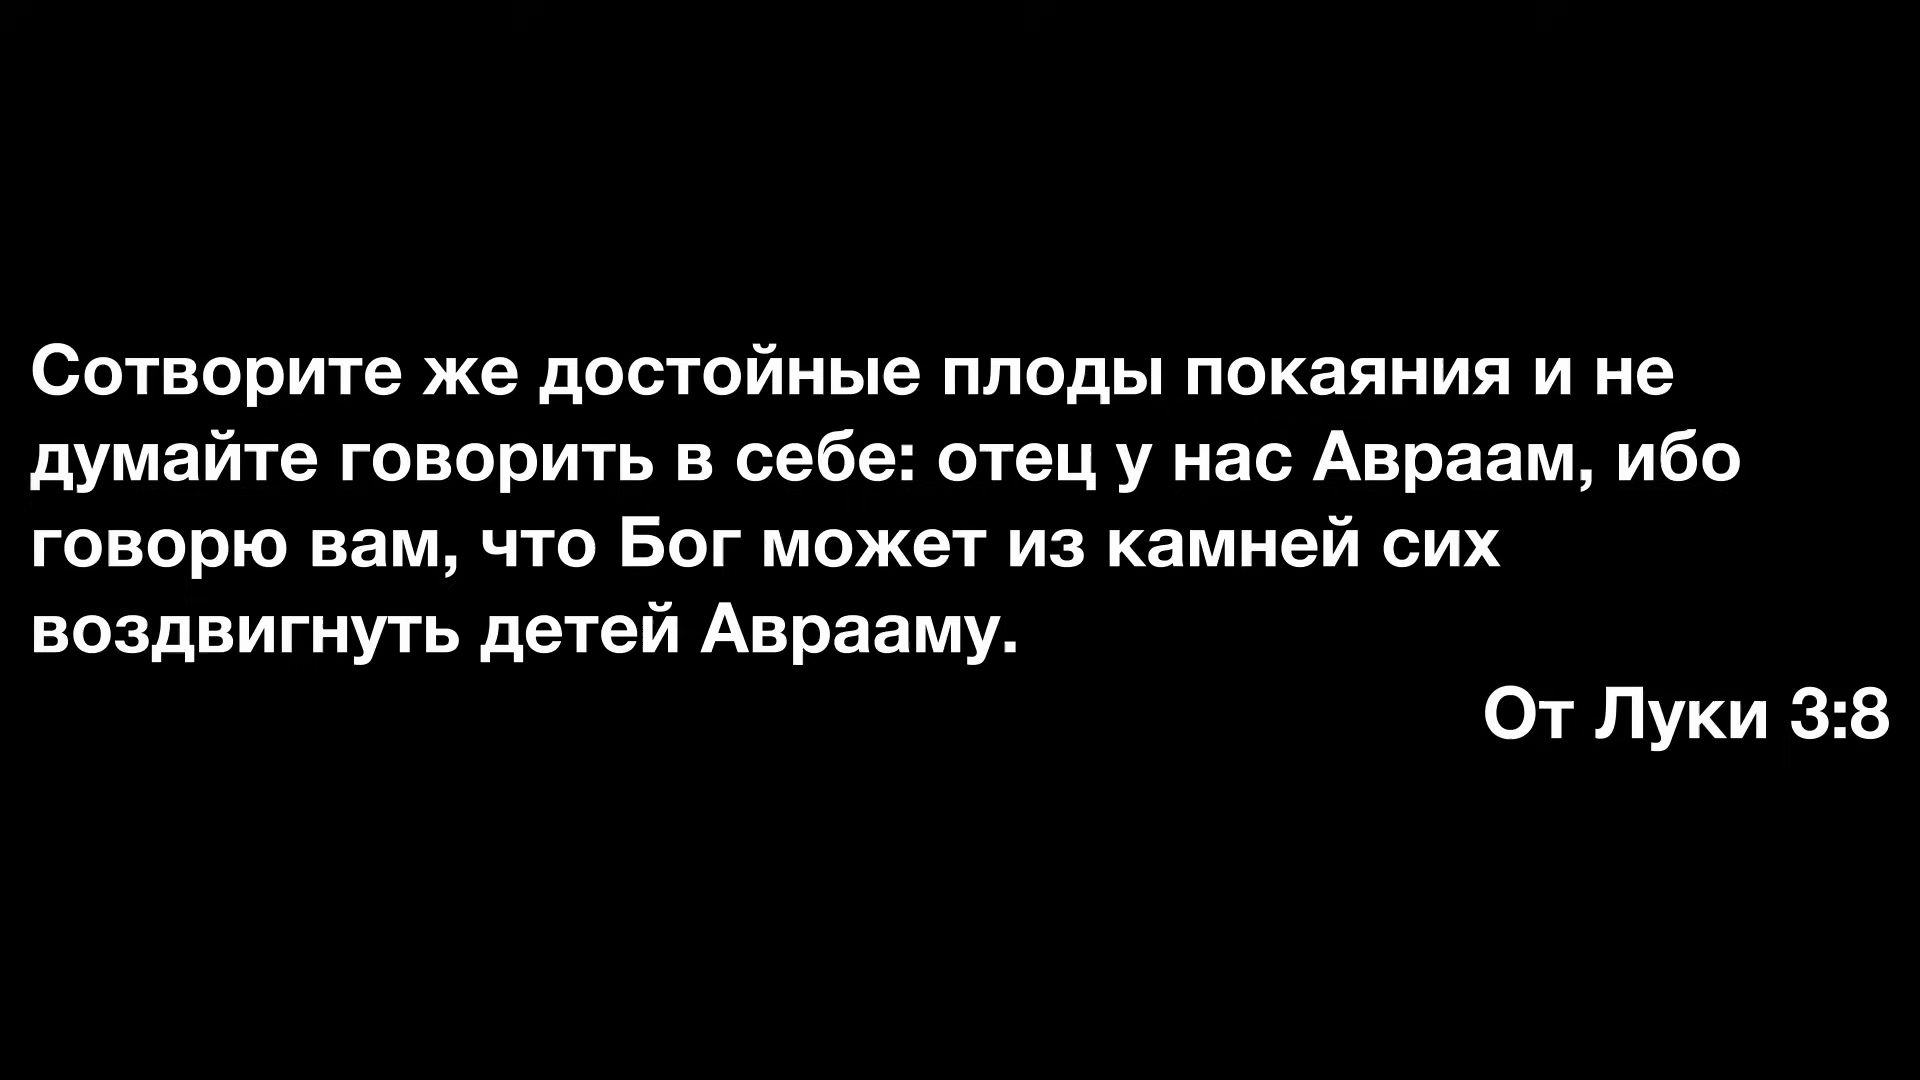 Сотворите же достойные плоды покаяния и не
думайте говорить в себе: отец у нас Авраам, ибо
говорю вам, что Бог может из камней сих
воздвигнуть детей Аврааму.
От Луки 3:8